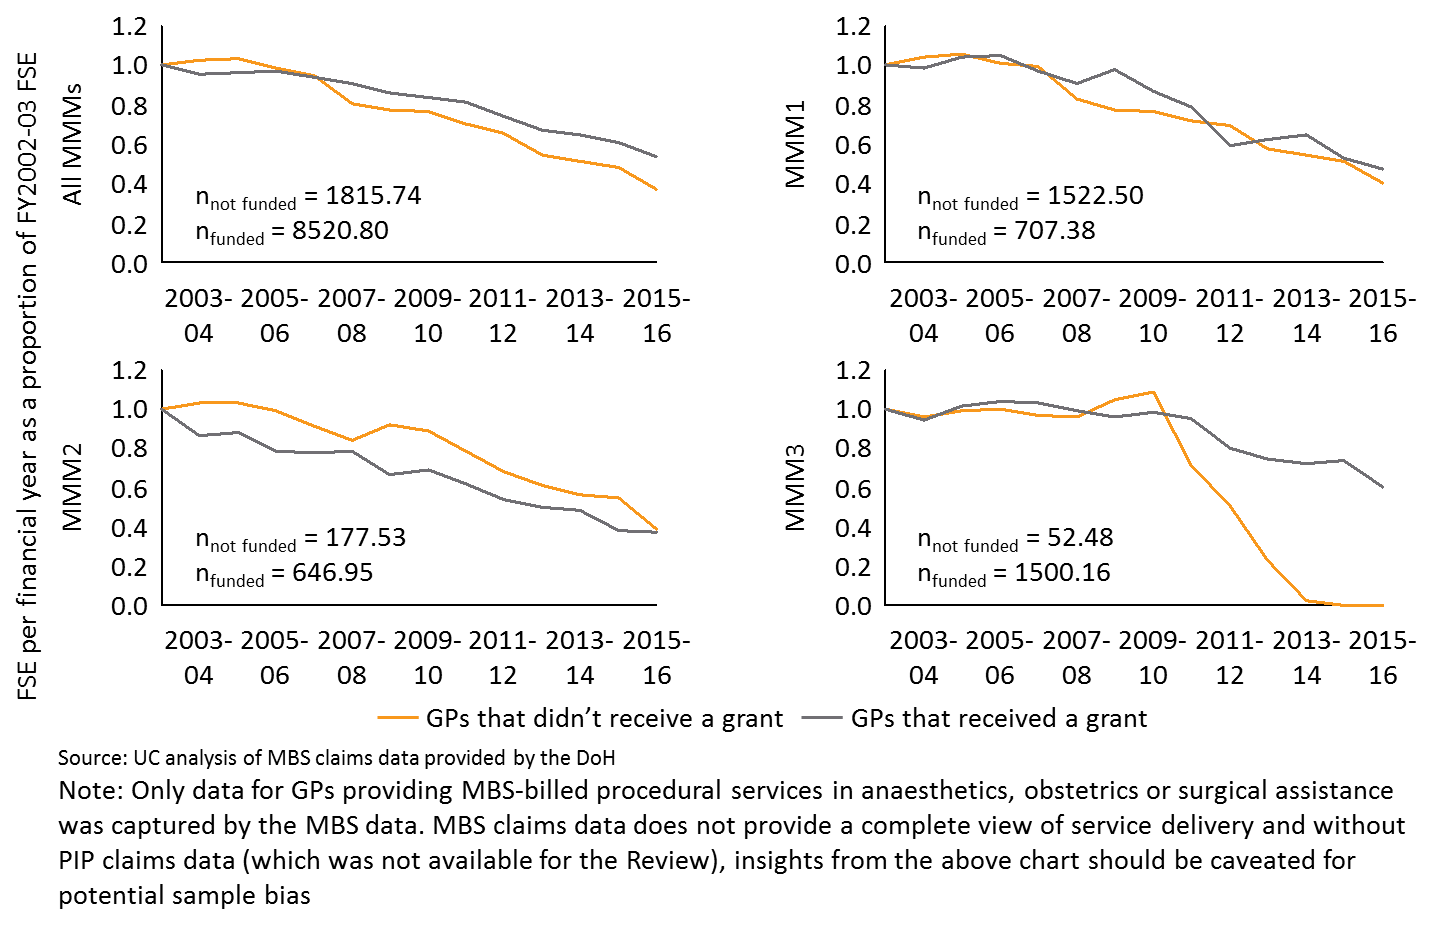 FSE per financial year as a proportion of FY2002-03 FSE
All MMMs
1.2
1.0
0.8
0.6
0.4
0.2
0.0
nnot funded = 1815.74
nfunded = 8520.80
2003- 2005- 2007- 2009- 2011- 2013- 2015-
04 06 08 10 12 14 16
MMM1
1.2
1.0
0.8
0.6
0.4
0.2
0.0
nnot funded = 1522.50
nfunded = 707.38
2003- 2005- 2007- 2009- 2011- 2013- 2015-
04 06 08 10 12 14 16
MMM2
1.2
1.0
0.8
0.6
0.4
0.2
0.0
nnot funded = 177.53
nfunded = 646.95
2003- 2005- 2007- 2009- 2011- 2013- 2015-
04 06 08 10 12 14 16
MMM3
1.2
1.0
0.8
0.6
0.4
0.2
0.0
nnot funded = 52.48
nfunded = 1500.16
2003- 2005- 2007- 2009- 2011- 2013- 2015-
04 06 08 10 12 14 16
GPs that didn’t receive a grant GPs that received a grant
Source: UC analysis of MBS claims data provided by the DoH
Note: Only data for GPs providing MBS-billed procedural services in anaesthetics, obstetrics or surgical assistance
was captured by the MBS data. MBS claims data does not provide a complete view of service delivery and without
PIP claims data (which was not available for the Review), insights from the above chart should be caveated for
potential sample bias